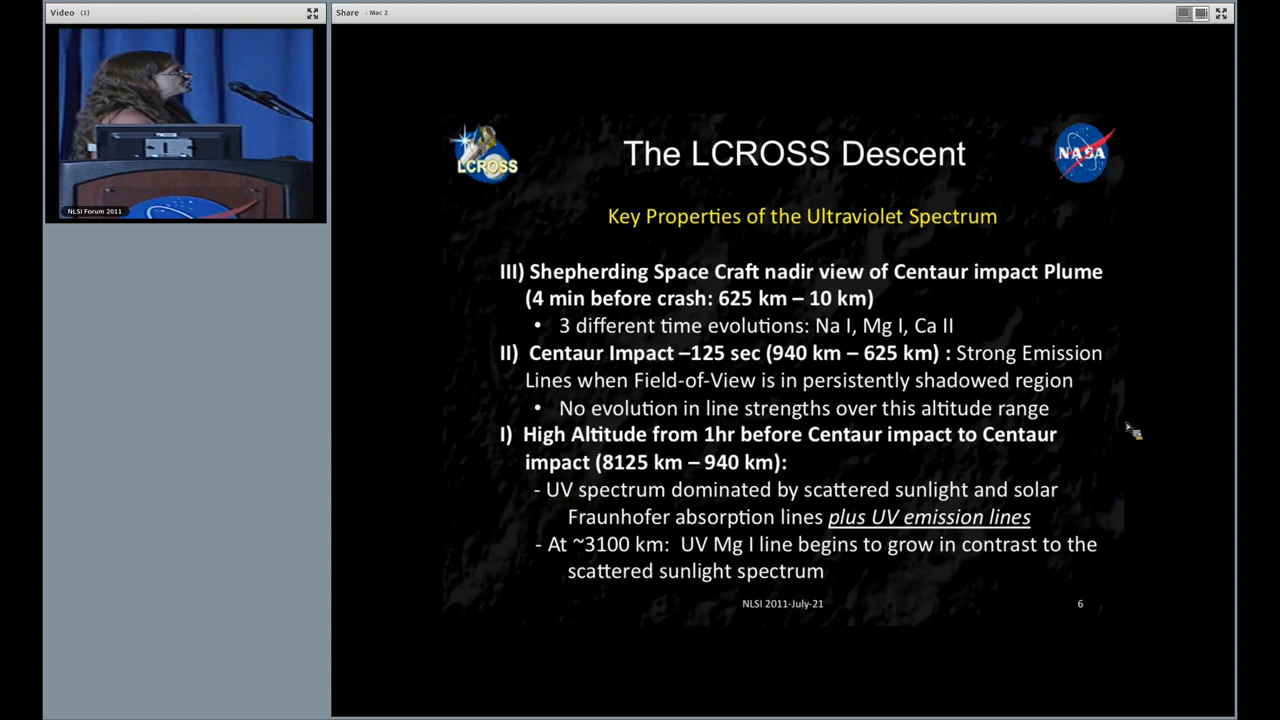 Video (1)
Share - Mac 2
NLSI Forum 2011
LCROSS
The LCROSS Descent
NASA
Key Properties of the Ultraviolet Spectrum
III) Shepherding Space Craft nadir view of Centaur impact Plume
(4 min before crash: 625 km – 10 km)
• 3 different time evolutions: Na I, Mg I, Ca II
II) Centaur Impact –125 sec (940 km – 625 km) : Strong Emission
Lines when Field-of-View is in persistently shadowed region
• No evolution in line strengths over this altitude range
I) High Altitude from 1hr before Centaur impact to Centaur
impact (8125 km – 940 km):
- UV spectrum dominated by scattered sunlight and solar
Fraunhofer absorption lines plus UV emission lines
- At ~3100 km: UV Mg I line begins to grow in contrast to the
scattered sunlight spectrum
NLSI 2011-July-21
6